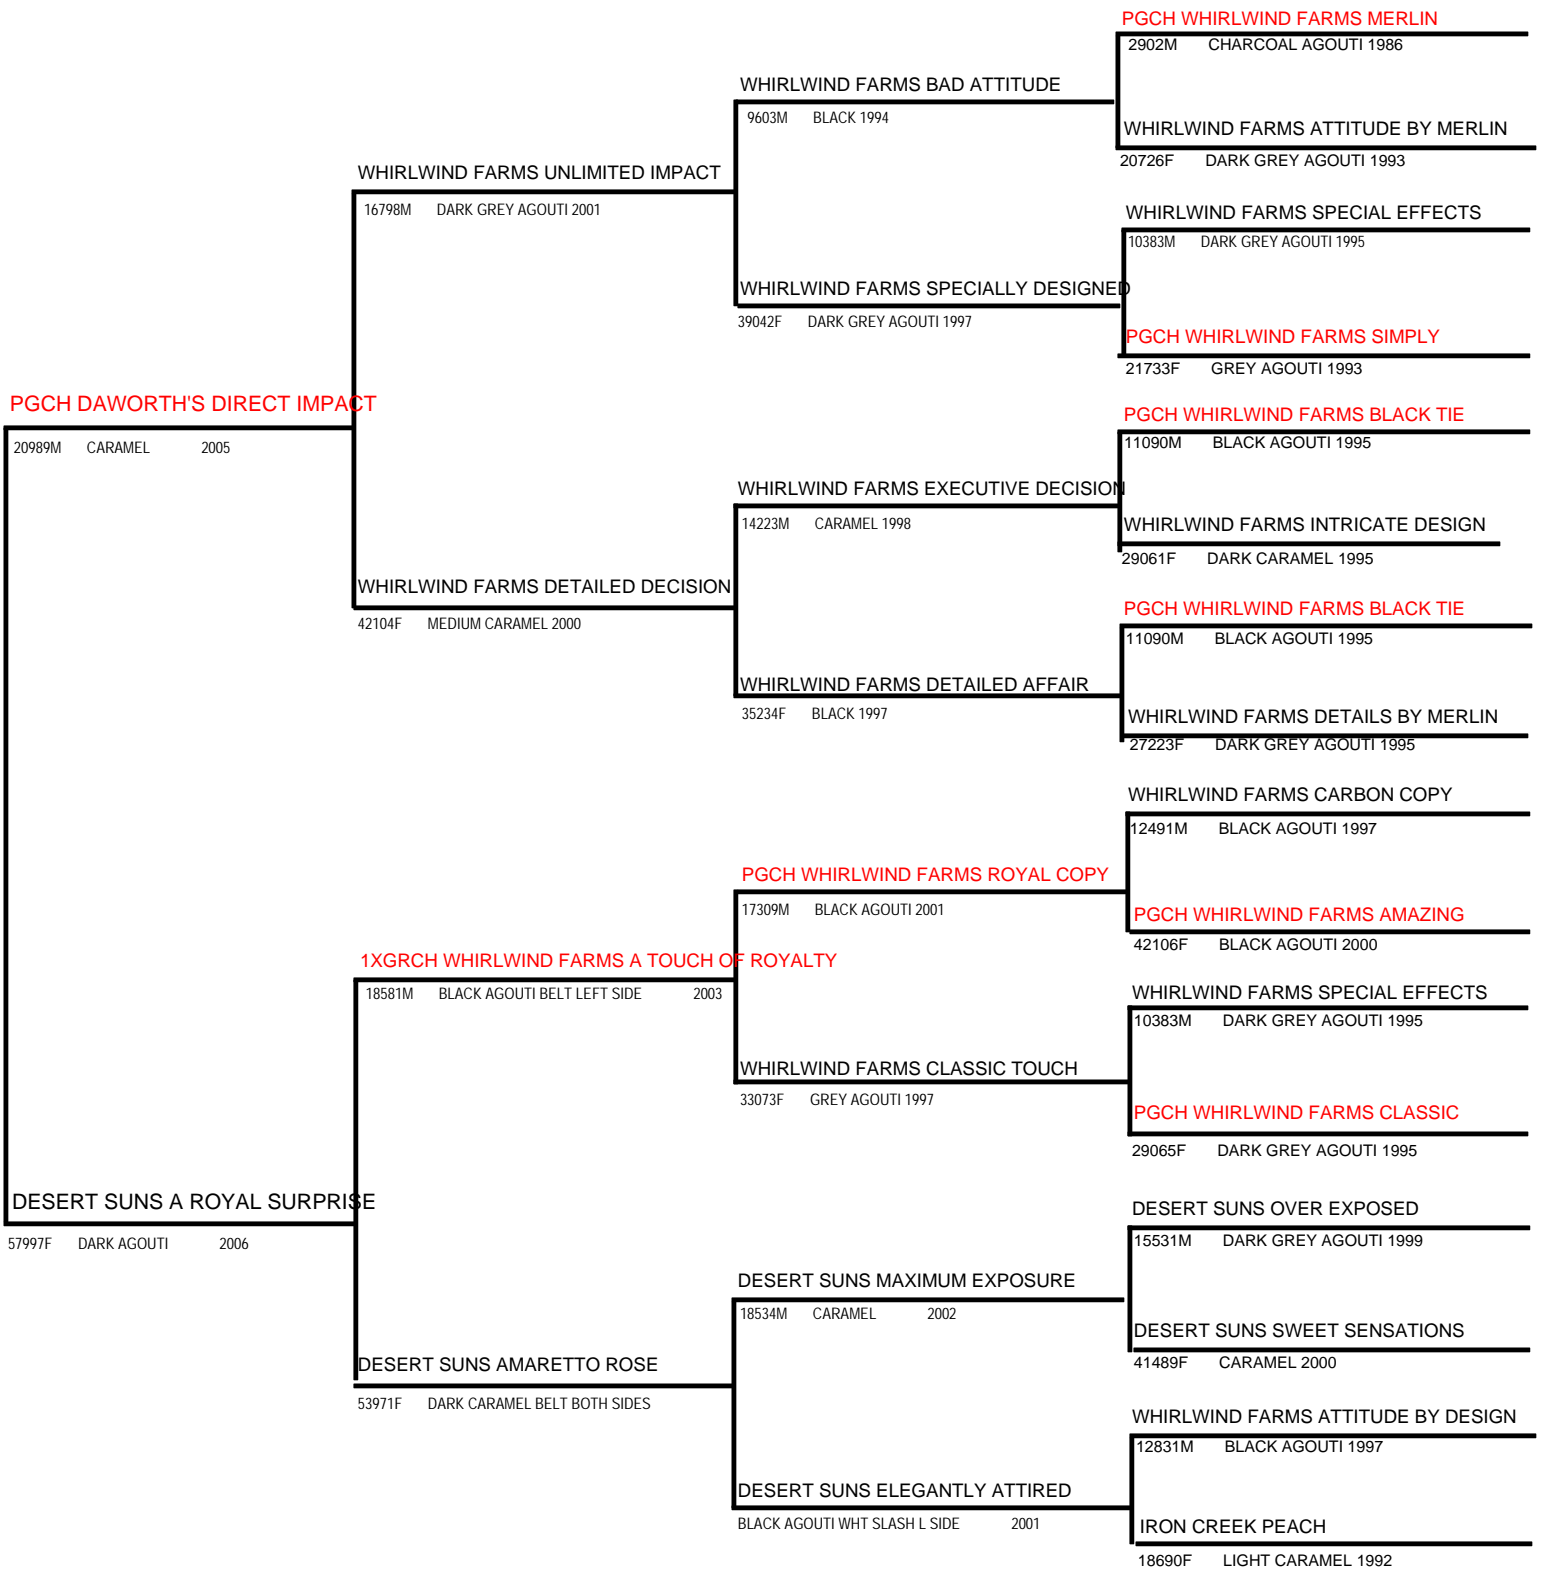 PGCH WHIRLWIND FARMS MERLIN
2902M CHARCOAL AGOUTI 1986
WHIRLWIND FARMS BAD ATTITUDE
9603M BLACK 1994
WHIRLWIND FARMS ATTITUDE BY MERLIN
20726F DARK GREY AGOUTI 1993
WHIRLWIND FARMS UNLIMITED IMPACT
16798M DARK GREY AGOUTI 2001
WHIRLWIND FARMS SPECIAL EFFECTS
10383M DARK GREY AGOUTI 1995
WHIRLWIND FARMS SPECIALLY DESIGNED
39042F DARK GREY AGOUTI 1997
PGCH WHIRLWIND FARMS SIMPLY
21733F GREY AGOUTI 1993
PGCH DAWORTH'S DIRECT IMPACT
20989M CARAMEL 2005
PGCH WHIRLWIND FARMS BLACK TIE
11090M BLACK AGOUTI 1995
WHIRLWIND FARMS EXECUTIVE DECISION
14223M CARAMEL 1998
WHIRLWIND FARMS INTRICATE DESIGN
29061F DARK CARAMEL 1995
WHIRLWIND FARMS DETAILED DECISION
42104F MEDIUM CARAMEL 2000
PGCH WHIRLWIND FARMS BLACK TIE
11090M BLACK AGOUTI 1995
WHIRLWIND FARMS DETAILED AFFAIR
35234F BLACK 1997
WHIRLWIND FARMS DETAILS BY MERLIN
27223F DARK GREY AGOUTI 1995
WHIRLWIND FARMS CARBON COPY
12491M BLACK AGOUTI 1997
PGCH WHIRLWIND FARMS ROYAL COPY
17309M BLACK AGOUTI 2001
PGCH WHIRLWIND FARMS AMAZING
42106F BLACK AGOUTI 2000
1XGRCH WHIRLWIND FARMS A TOUCH OF ROYALTY
18581M BLACK AGOUTI BELT LEFT SIDE 2003
WHIRLWIND FARMS SPECIAL EFFECTS
10383M DARK GREY AGOUTI 1995
WHIRLWIND FARMS CLASSIC TOUCH
33073F GREY AGOUTI 1997
PGCH WHIRLWIND FARMS CLASSIC
29065F DARK GREY AGOUTI 1995
DESERT SUNS A ROYAL SURPRISE
57997F DARK AGOUTI 2006
DESERT SUNS OVER EXPOSED
15531M DARK GREY AGOUTI 1999
DESERT SUNS MAXIMUM EXPOSURE
18534M CARAMEL 2002
DESERT SUNS SWEET SENSATIONS
41489F CARAMEL 2000
DESERT SUNS AMARETTO ROSE
53971F DARK CARAMEL BELT BOTH SIDES
WHIRLWIND FARMS ATTITUDE BY DESIGN
12831M BLACK AGOUTI 1997
DESERT SUNS ELEGANTLY ATTIRED
BLACK AGOUTI WHT SLASH L SIDE 2001
IRON CREEK PEACH
18690F LIGHT CARAMEL 1992